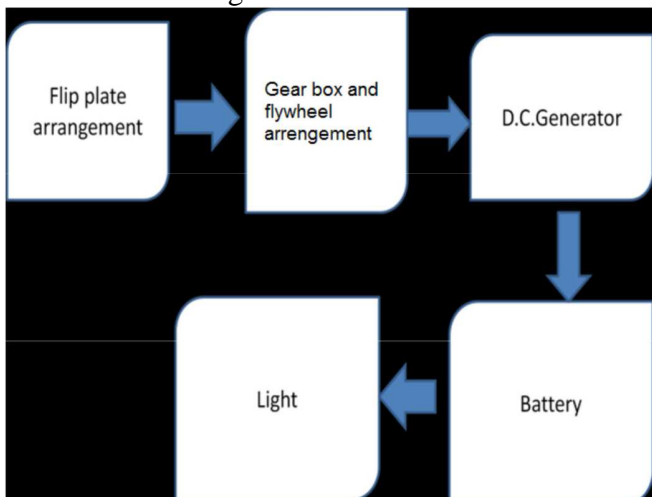 Flip plate
arrangement
Gear box and
flywheel
arrengement
D.C.Generator
Light
Battery